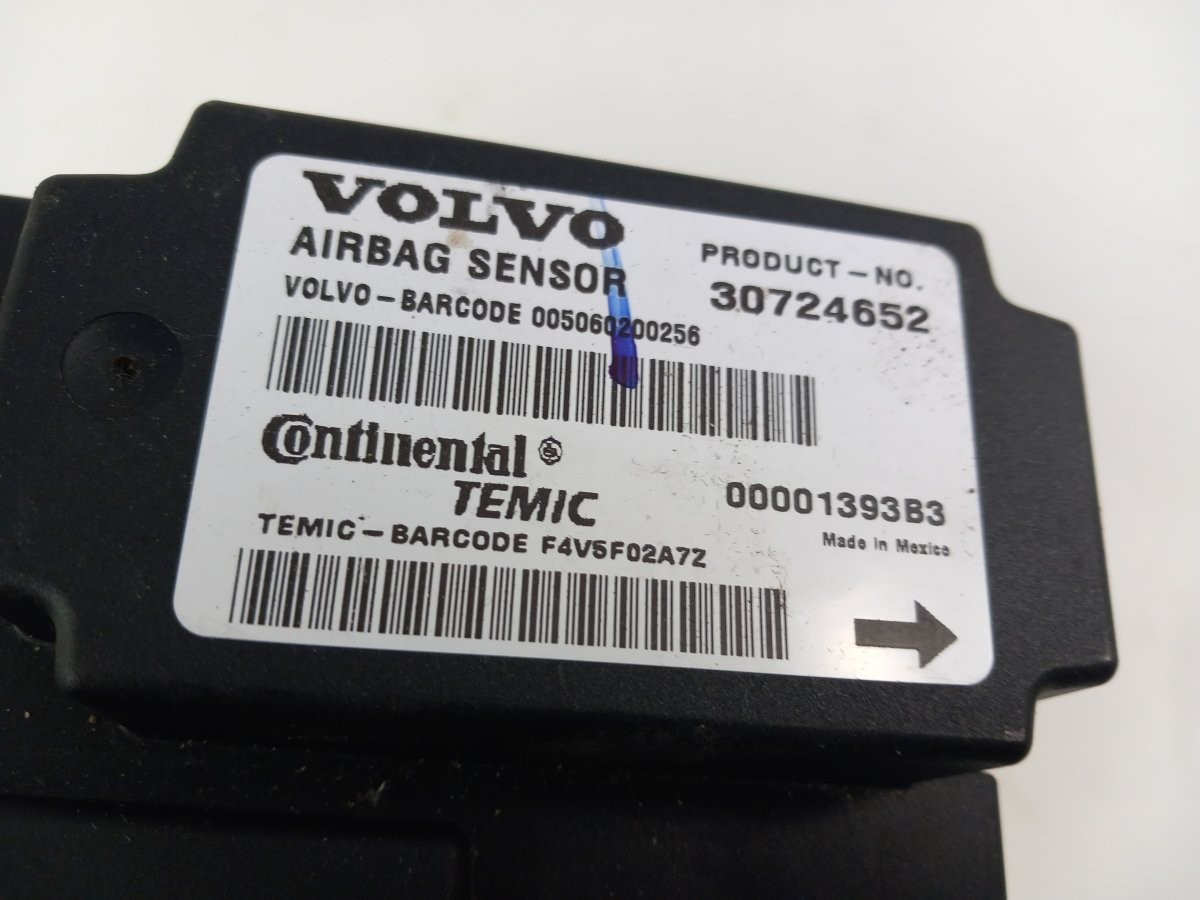 VOLVO
AIRBAG SENSOR
PRODUCT-NO.
VOLVO-BARCODE 005060200256
30724652
Continental
TEMIC
00001393B3
TEMIC-BARCODE F4V5F02A7Z
Made in Mexico